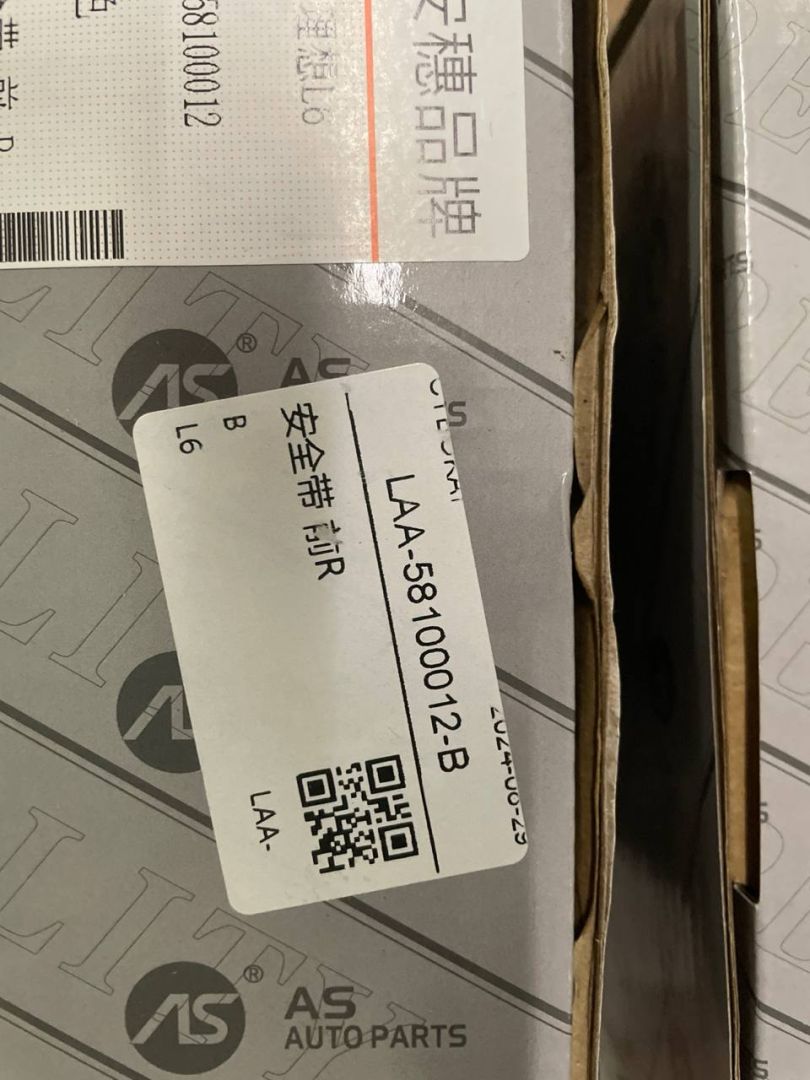 安穗品牌
理想L6
58100012
LAA-58100012-B
安全带 前R
B
L6
LAA-
AS
AS
AS
AUTO PARTS